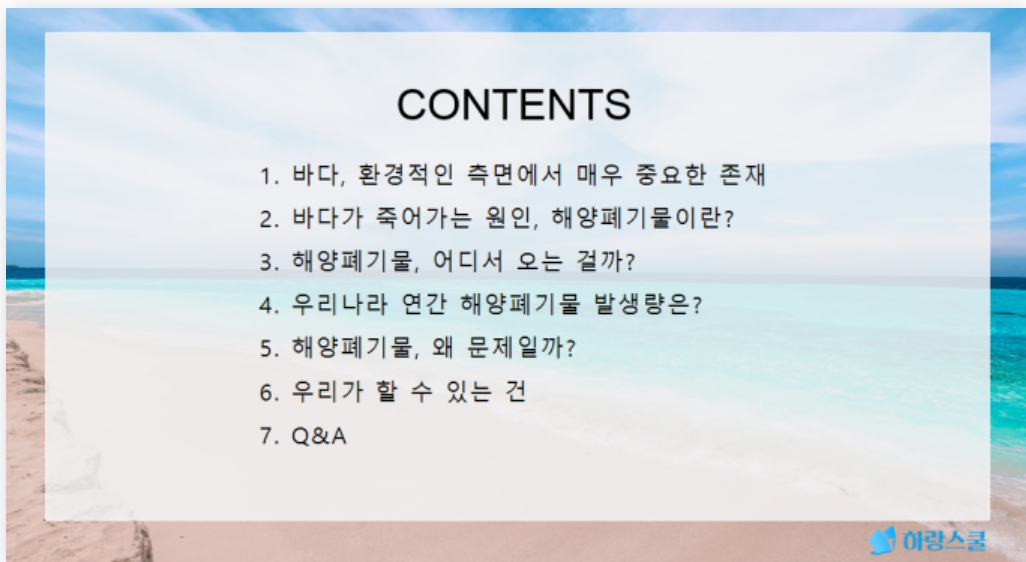 CONTENTS
1. 바다, 환경적인 측면에서 매우 중요한 존재
2. 바다가 죽어가는 원인, 해양폐기물이란?
3. 해양폐기물, 어디서 오는 걸까?
4. 우리나라 연간 해양폐기물 발생량은?
5. 해양폐기물, 왜 문제일까?
6. 우리가 할 수 있는 건
7. Q&A
하랑스쿨